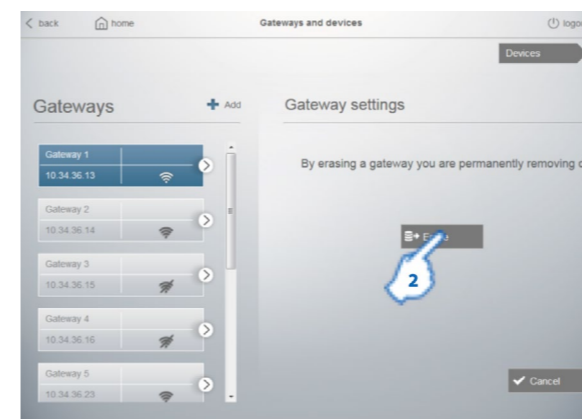 back
home
Gateways and devices
Devices
Gateways
Add
Gateway settings
Gateway 1
10.34.36.13
By erasing a gateway you are permanently removing
Gateway 2
10.34.36.14
2
Gateway 3
10.34.36.15
Gateway 4
10.34.36.16
Gateway 5
10.34.36.23
Cancel